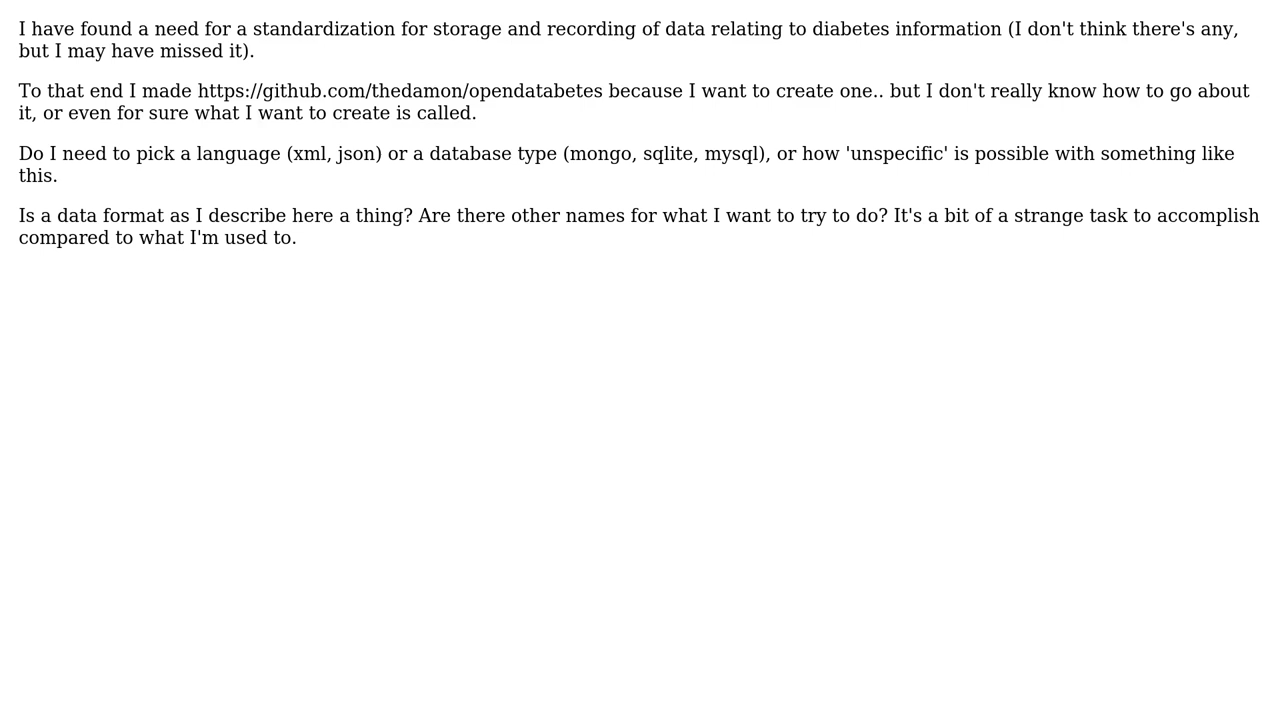 I have found a need for a standardization for storage and recording of data relating to diabetes information (I don't think there's any,
but I may have missed it).
To that end I made https://github.com/thedamon/opendatabetes because I want to create one.. but I don't really know how to go about
it, or even for sure what I want to create is called.
Do I need to pick a language (xml, json) or a database type (mongo, sqlite, mysql), or how 'unspecific' is possible with something like
this.
Is a data format as I describe here a thing? Are there other names for what I want to try to do? It's a bit of a strange task to accomplish
compared to what I'm used to.